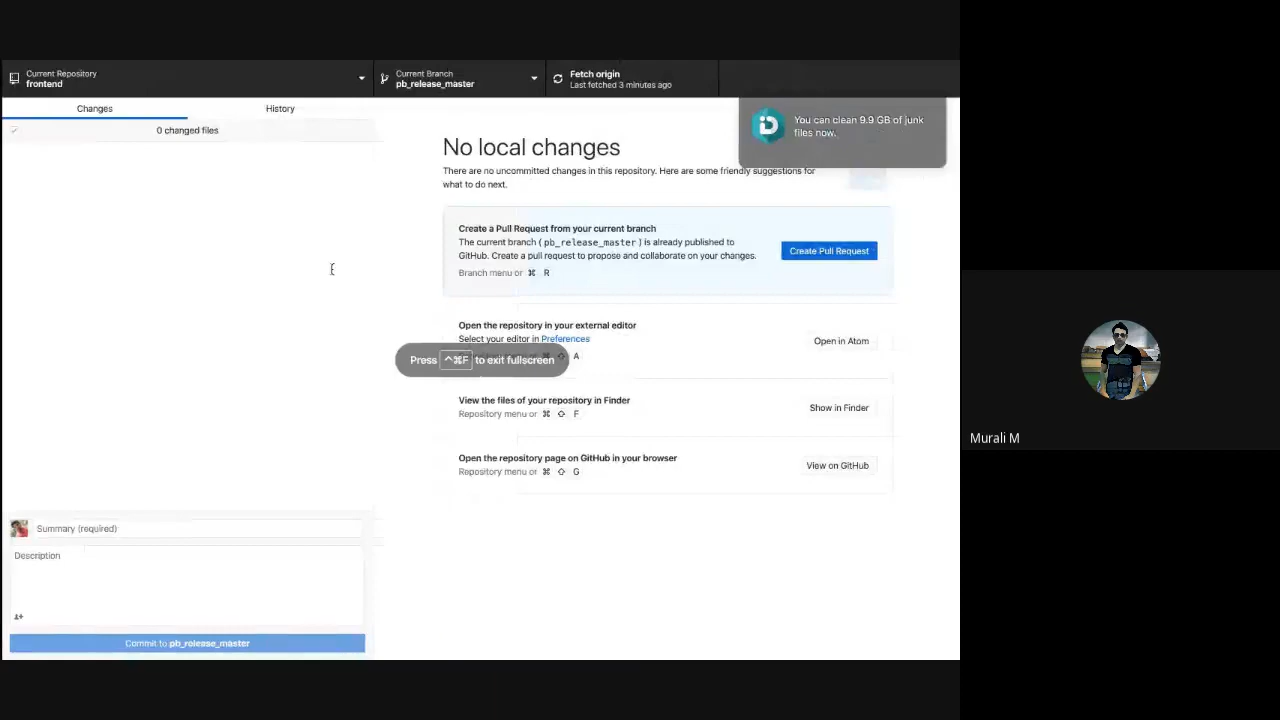 Current Repository
frontend
Current Branch
pb_release_master
Fetch origin
Last fetched 3 minutes ago
Changes
History
0 changed files
You can clean 9.9 GB of junk
files now.
No local changes
There are no uncommitted changes in this repository. Here are some friendly suggestions for
what to do next.
Create a Pull Request from your current branch
The current branch ( pb_release_master ) is already published to
GitHub. Create a pull request to propose and collaborate on your changes.
Branch menu or ⌘ R
Create Pull Request
Open the repository in your external editor
Select your editor in Preferences
A
Open in Atom
Press ^⌘F to exit fullscreen
View the files of your repository in Finder
Repository menu or ⌘ ⇧ F
Show in Finder
Open the repository page on GitHub in your browser
Repository menu or ⌘ ⇧ G
View on GitHub
Murali M
Summary (required)
Description
Commit to pb_release_master